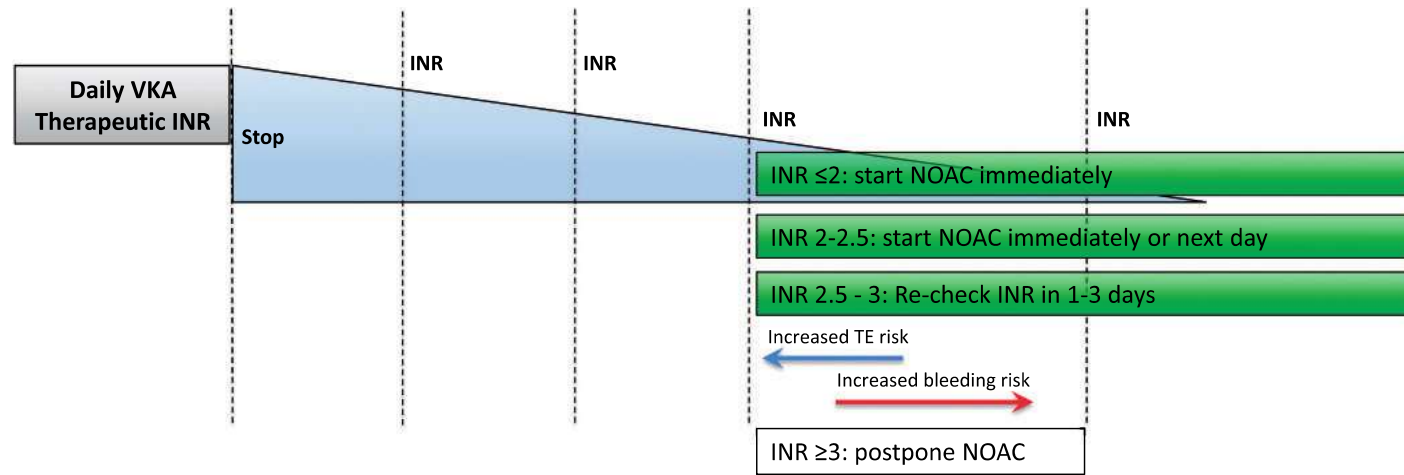 INR
INR
Daily VKA
Therapeutic INR
Stop
INR
INR
INR ≤2: start NOAC immediately
INR 2-2.5: start NOAC immediately or next day
INR 2.5 - 3: Re-check INR in 1-3 days
Increased TE risk
Increased bleeding risk
INR ≥3: postpone NOAC